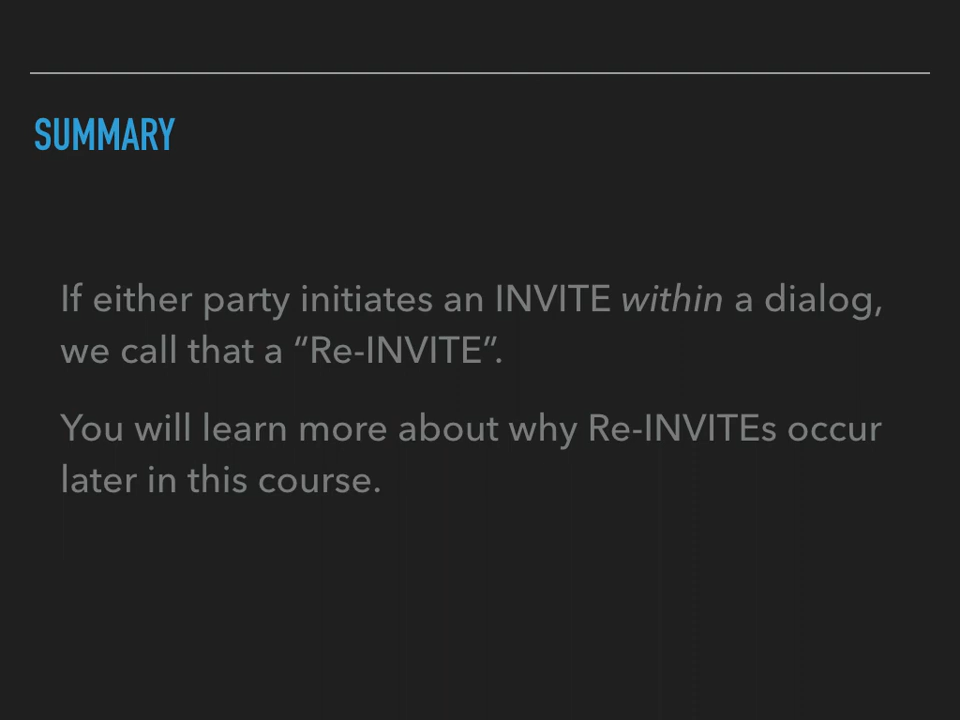 SUMMARY
If either party initiates an INVITE within a dialog,
we call that a “Re-INVITE”.
You will learn more about why Re-INVITEs occur
later in this course.